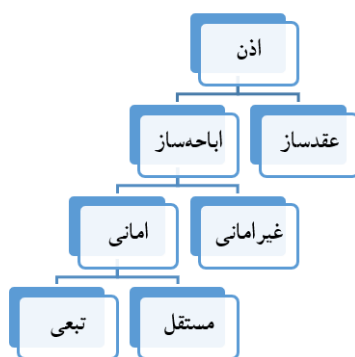 اذن
عقدساز
اباحه‌ساز
غیرامانی
امانی
مستقل
تبعی